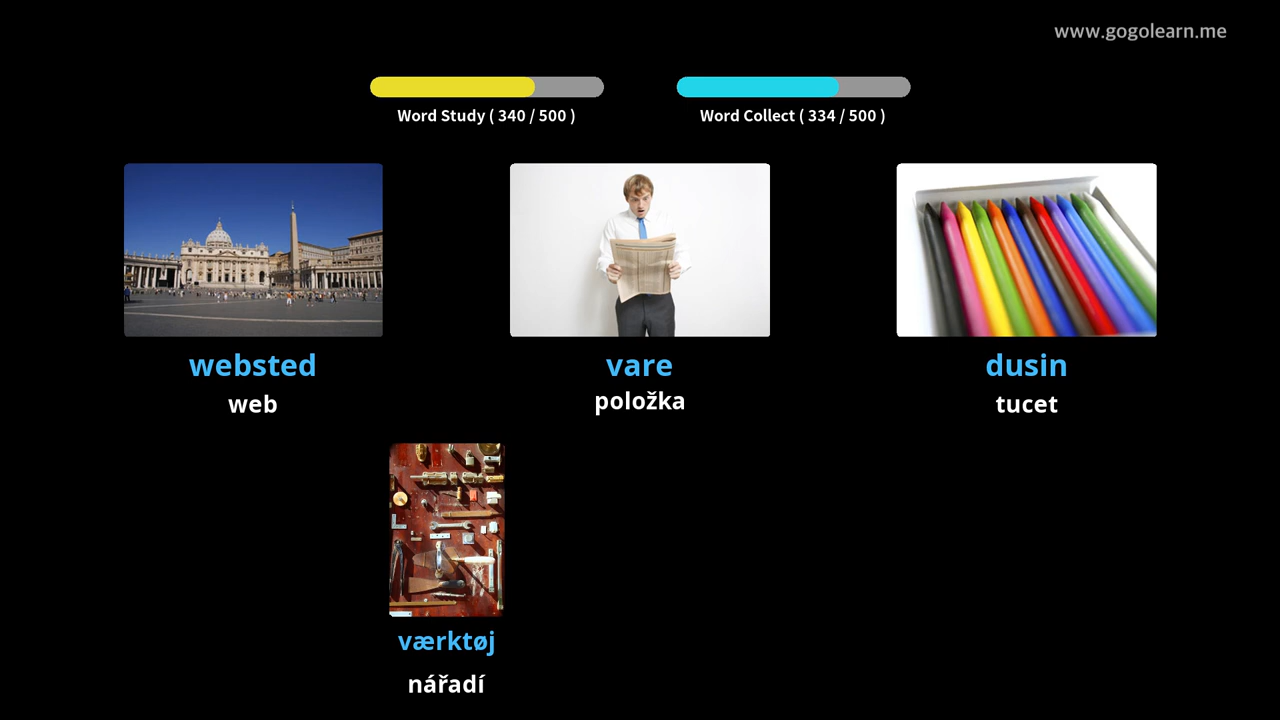 www.gogolearn.me
Word Study ( 340 / 500 )
Word Collect ( 334 / 500 )
websted
vare
dusin
web
položka
tucet
værktøj
nářadí